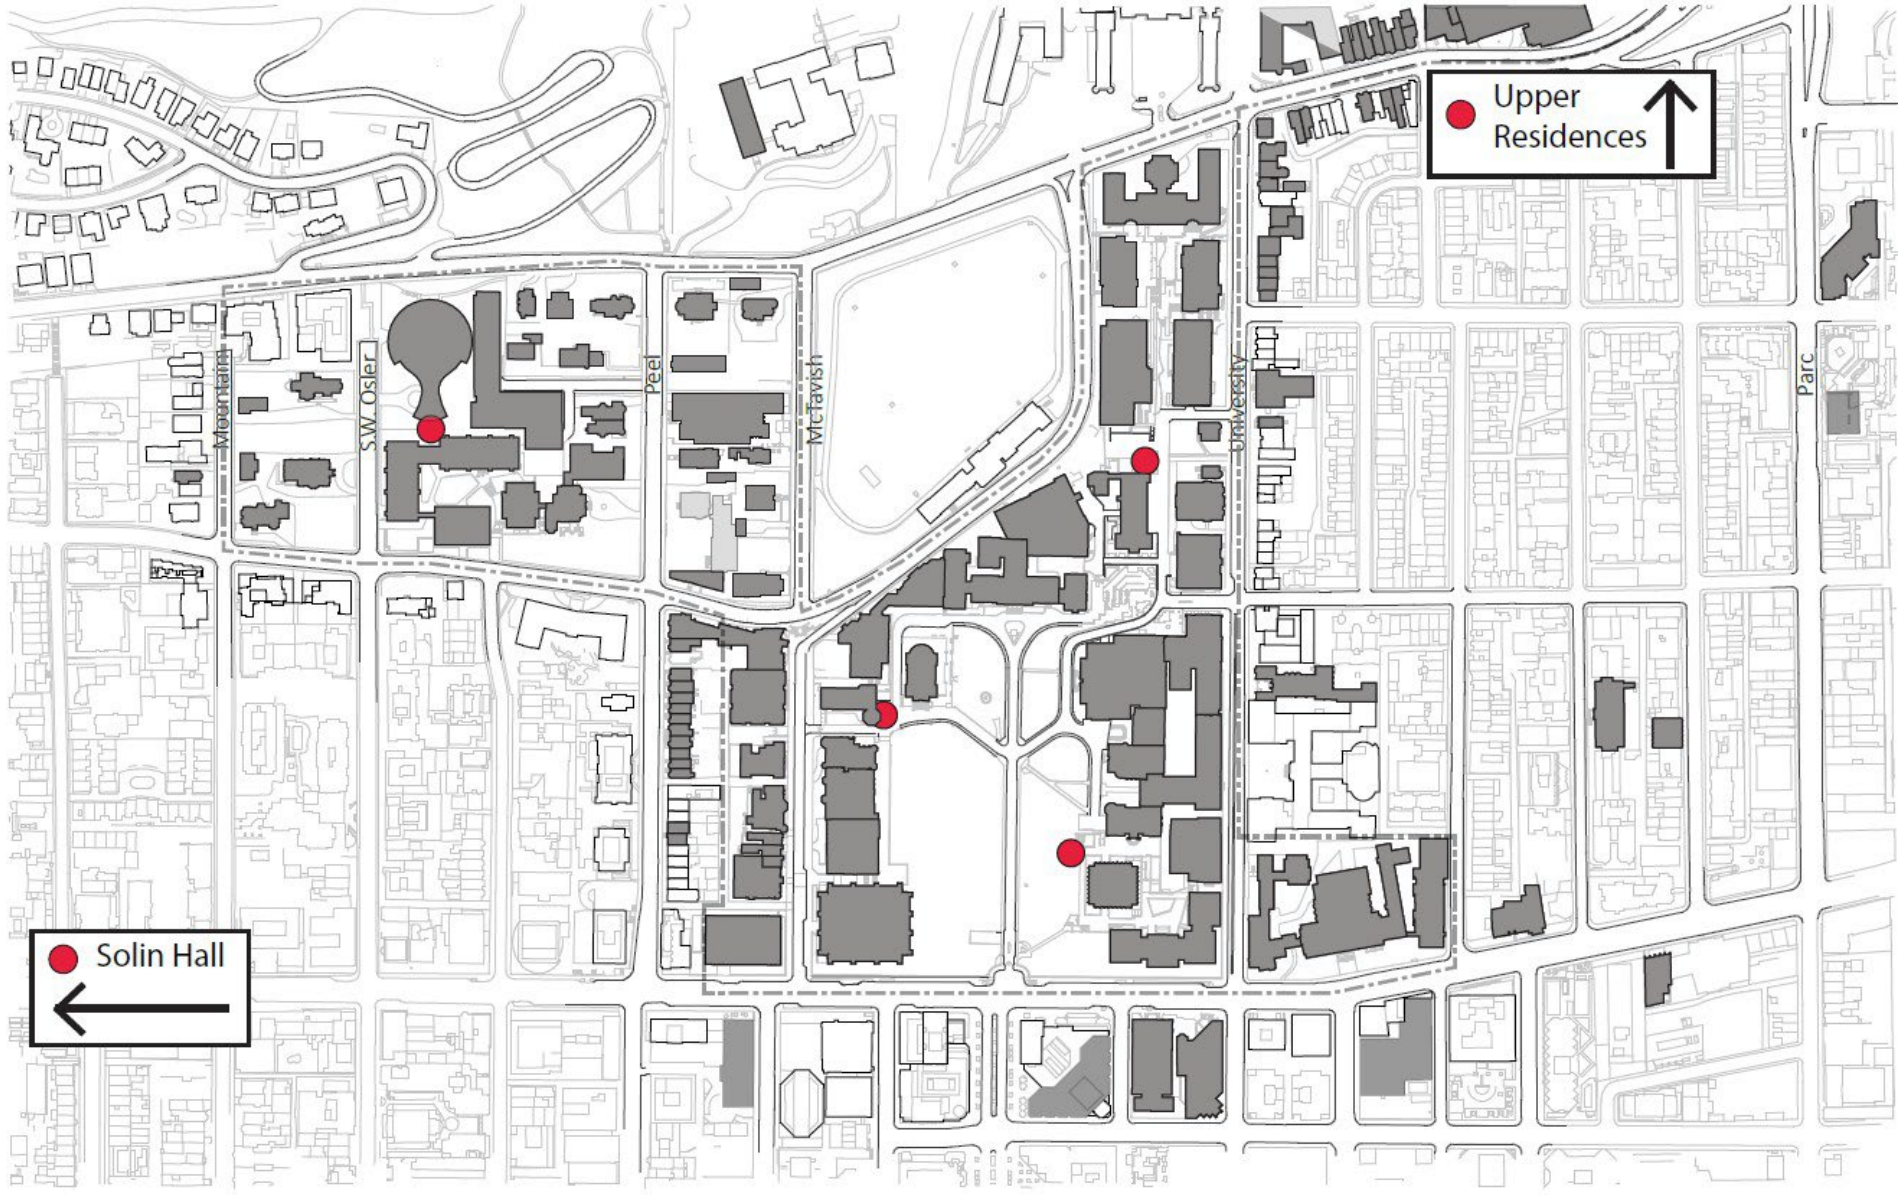 Upper
Residences
Mountain
S.W. Osler
Peel
McTavish
University
Parc
Solin Hall